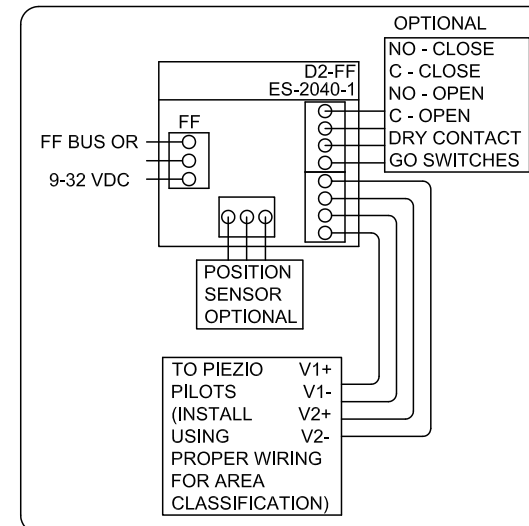 OPTIONAL
NO - CLOSE
C - CLOSE
NO - OPEN
C - OPEN
DRY CONTACT
GO SWITCHES
D2-FF
ES-2040-1
FF
FF BUS OR
9-32 VDC
POSITION
SENSOR
OPTIONAL
TO PIEZIO V1+
PILOTS V1-
(INSTALL V2+
USING V2-
PROPER WIRING
FOR AREA
CLASSIFICATION)